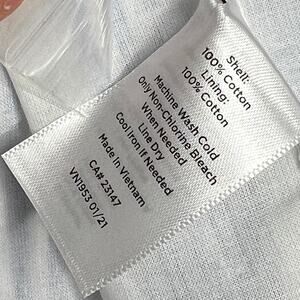 Shell:
100% Cotton
Lining:
100% Cotton
Machine Wash Cold
Only Non-Chlorine Bleach
When Needed
Line Dry
Cool Iron If Needed
Made In Vietnam
CA# 23147
VN1953 01/21